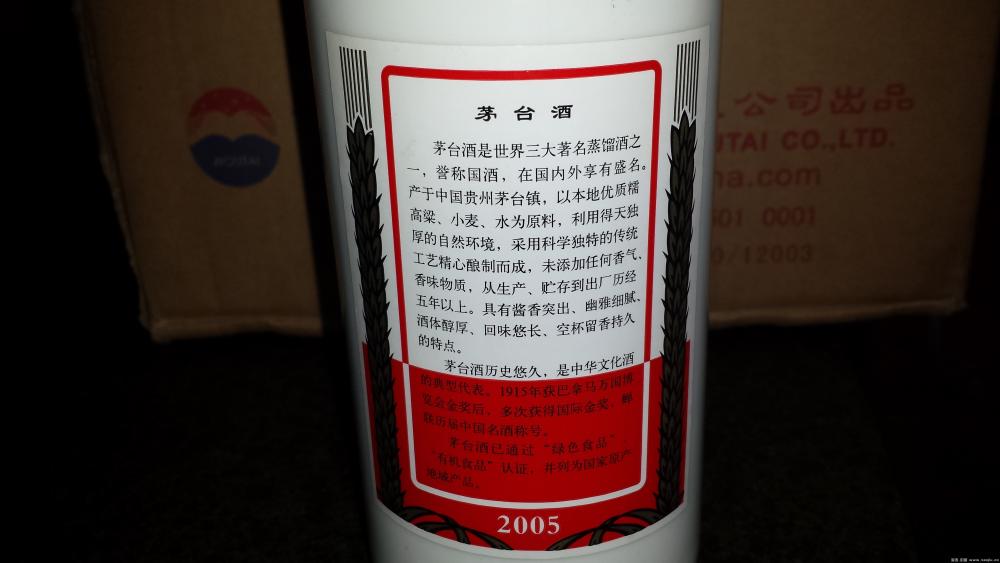 茅台酒
茅台酒是世界三大著名蒸馏酒之
一，誉称国酒，在国内外享有盛名。
产于中国贵州茅台镇，以本地优质糯
高粱、小麦、水为原料，利用得天独
厚的自然环境，采用科学独特的传统
工艺精心酿制而成，未添加任何香气、
香味物质，从生产、贮存到出厂历经
五年以上。具有酱香突出、幽雅细腻、
酒体醇厚、回味悠长、空杯留香持久
的特点。
茅台酒历史悠久，是中华文化酒
的典型代表。1915年获巴拿马万国博
览会金奖后，多次获得国际金奖，蝉
联历届中国名酒称号。
茅台酒已通过“绿色食品”
“有机食品”认证，并列为国家原产
地域产品。
2005
MOUTAI
公司出品
UTAI CO.,LTD.
na.com
601 0001
0/12003